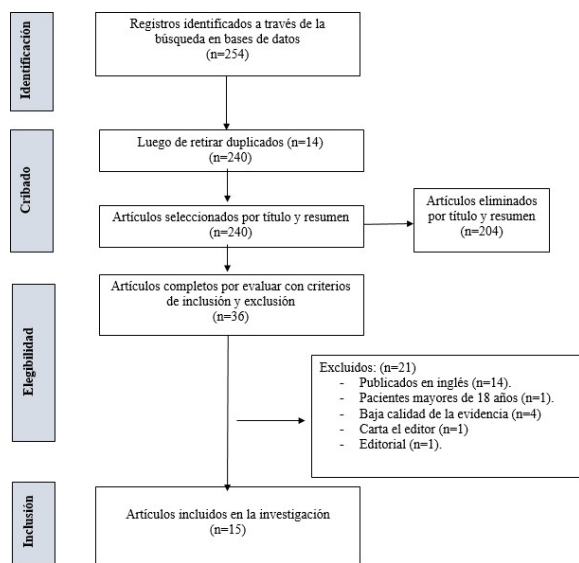 Identificación
Registros identificados a través de la
búsqueda en bases de datos
(n=254)
Cribado
Luego de retirar duplicados (n=14)
(n=240)
Artículos seleccionados por título y resumen
(n=240)
Artículos eliminados
por título y resumen
(n=204)
Elegibilidad
Artículos completos por evaluar con criterios
de inclusión y exclusión
(n=36)
Excluidos: (n=21)
- Publicados en inglés (n=14).
- Pacientes mayores de 18 años (n=1).
- Baja calidad de la evidencia (n=4)
- Carta el editor (n=1)
- Editorial (n=1).
Inclusión
Artículos incluidos en la investigación
(n=15)